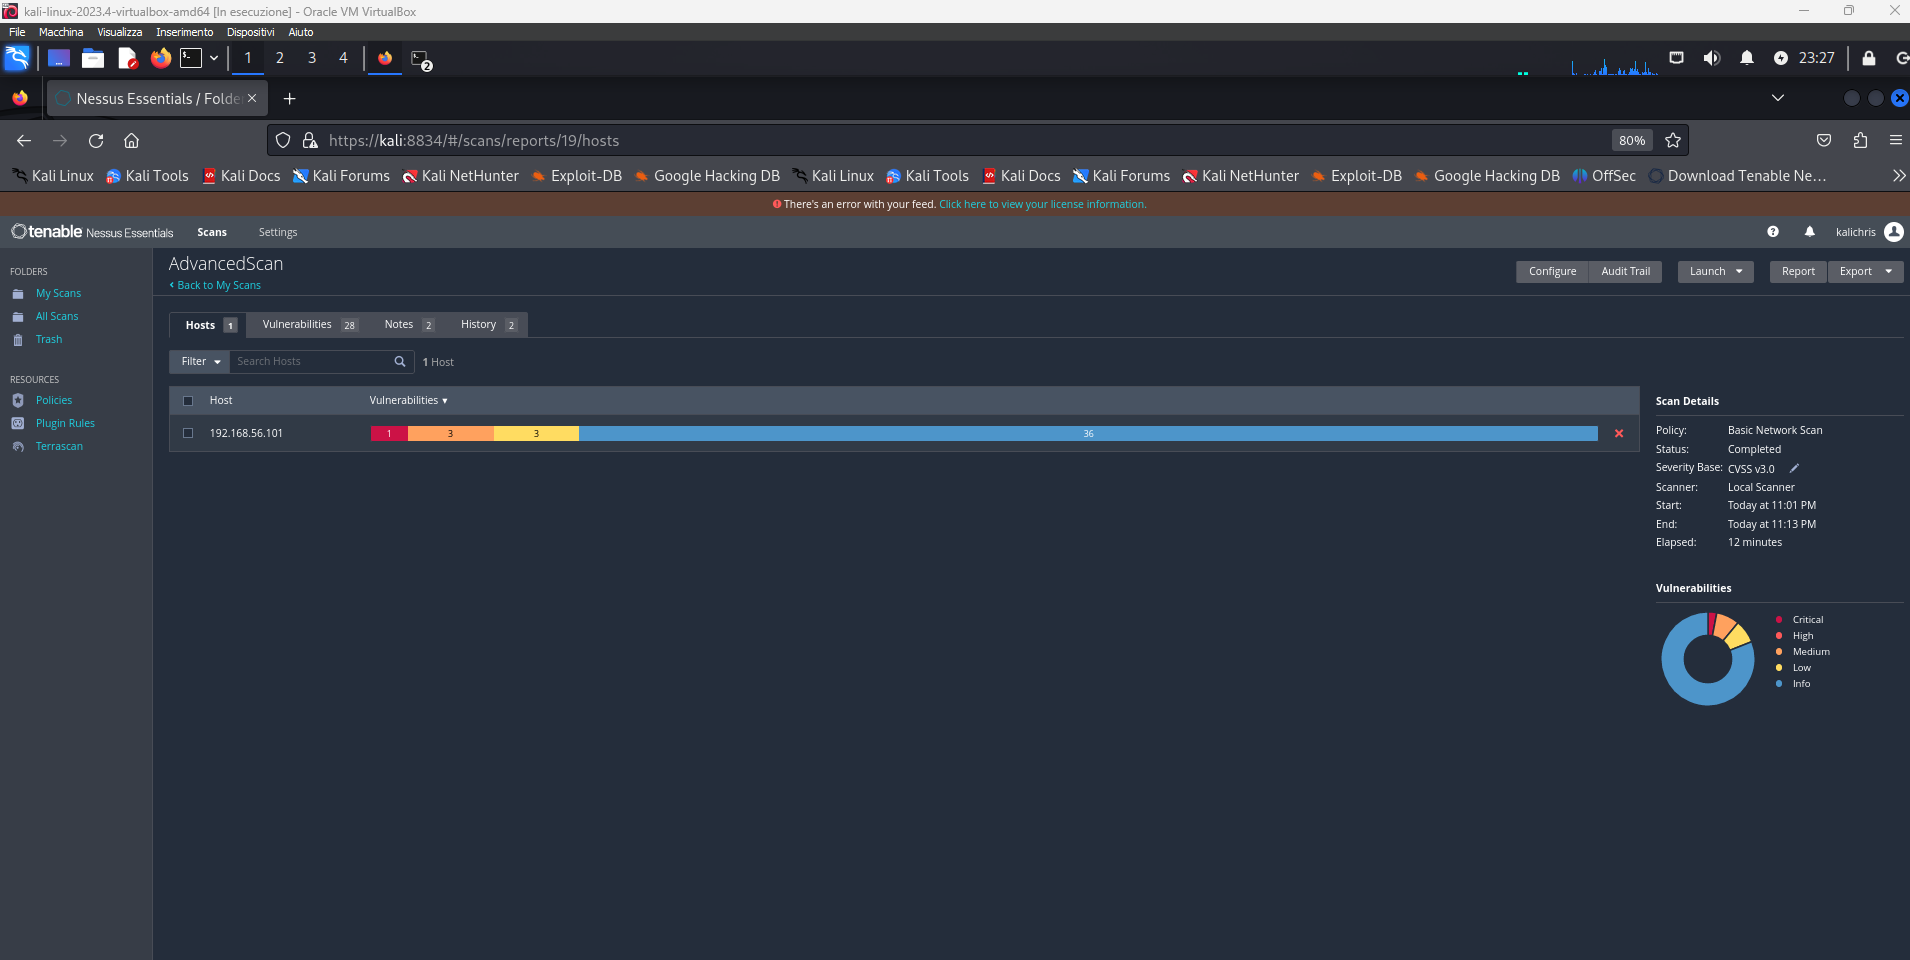 kali-linux-2023.4-virtualbox-amd64 [In esecuzione] - Oracle VM VirtualBox
File Macchina Visualizza Inserimento Dispositivi Aiuto
1 2 3 4 2 23:27
Nessus Essentials / Folde
https://kali:8834/#/scans/reports/19/hosts 80%
Kali Linux Kali Tools Kali Docs Kali Forums Kali NetHunter Exploit-DB Google Hacking DB Kali Linux Kali Tools Kali Docs Kali Forums Kali NetHunter Exploit-DB Google Hacking DB OffSec Download Tenable Ne…
There's an error with your feed. Click here to view your license information.
tenable Nessus Essentials Scans Settings kalichris
FOLDERS
My Scans
All Scans
Trash
RESOURCES
Policies
Plugin Rules
Terrascan
AdvancedScan
Back to My Scans
Configure Audit Trail Launch Report Export
Hosts 1 Vulnerabilities 28 Notes 2 History 2
Filter Search Hosts 1 Host
Host Vulnerabilities
192.168.56.101 1 3 3 36
Scan Details
Policy: Basic Network Scan
Status: Completed
Severity Base: CVSS v3.0
Scanner: Local Scanner
Start: Today at 11:01 PM
End: Today at 11:13 PM
Elapsed: 12 minutes
Vulnerabilities
Critical
High
Medium
Low
Info